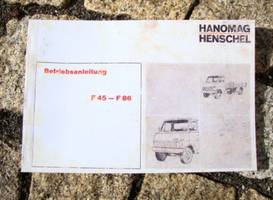 HANOMAG
HENSCHEL
Betriebsanleitung
F 45 – F 86